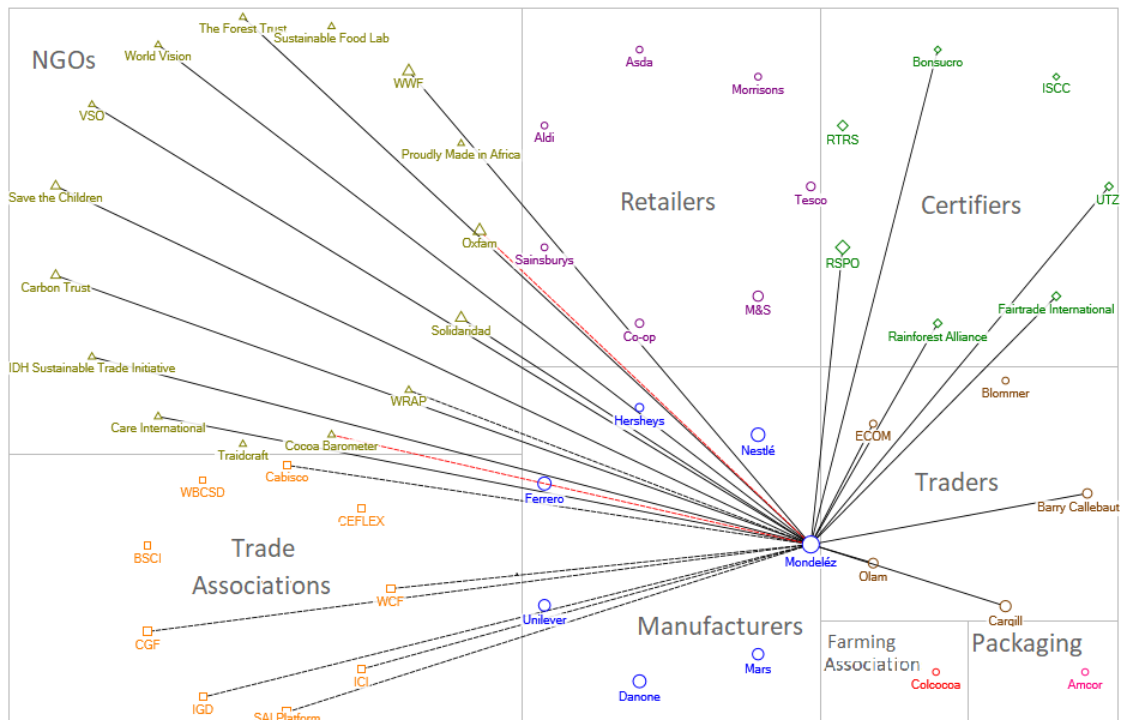 The Forest Trust
Sustainable Food Lab
NGOs
World Vision
WWF
VSO
Proudly Made in Africa
Save the Children
Oxfam
Carbon Trust
Solidaridad
IDH Sustainable Trade Initiative
WRAP
Care International
Cocoa Barometer
Traidcraft
Asda
Morrisons
Aldi
Retailers
Tesco
Sainsburys
M&S
Co-op
Bonsucro
ISCC
RTRS
Certifiers
UTZ
RSPO
Fairtrade International
Rainforest Alliance
Blommer
ECOM
Traders
Barry Callebaut
Olam
Cargill
Cabisco
WBCSD
CEFLEX
BSCI
Trade
Associations
WCF
CGF
ICI
IGD
SAI Platform
Hersheys
Nestlé
Ferrero
Mondeléz
Unilever
Manufacturers
Mars
Danone
Farming
Association
Colcocoa
Packaging
Amcor